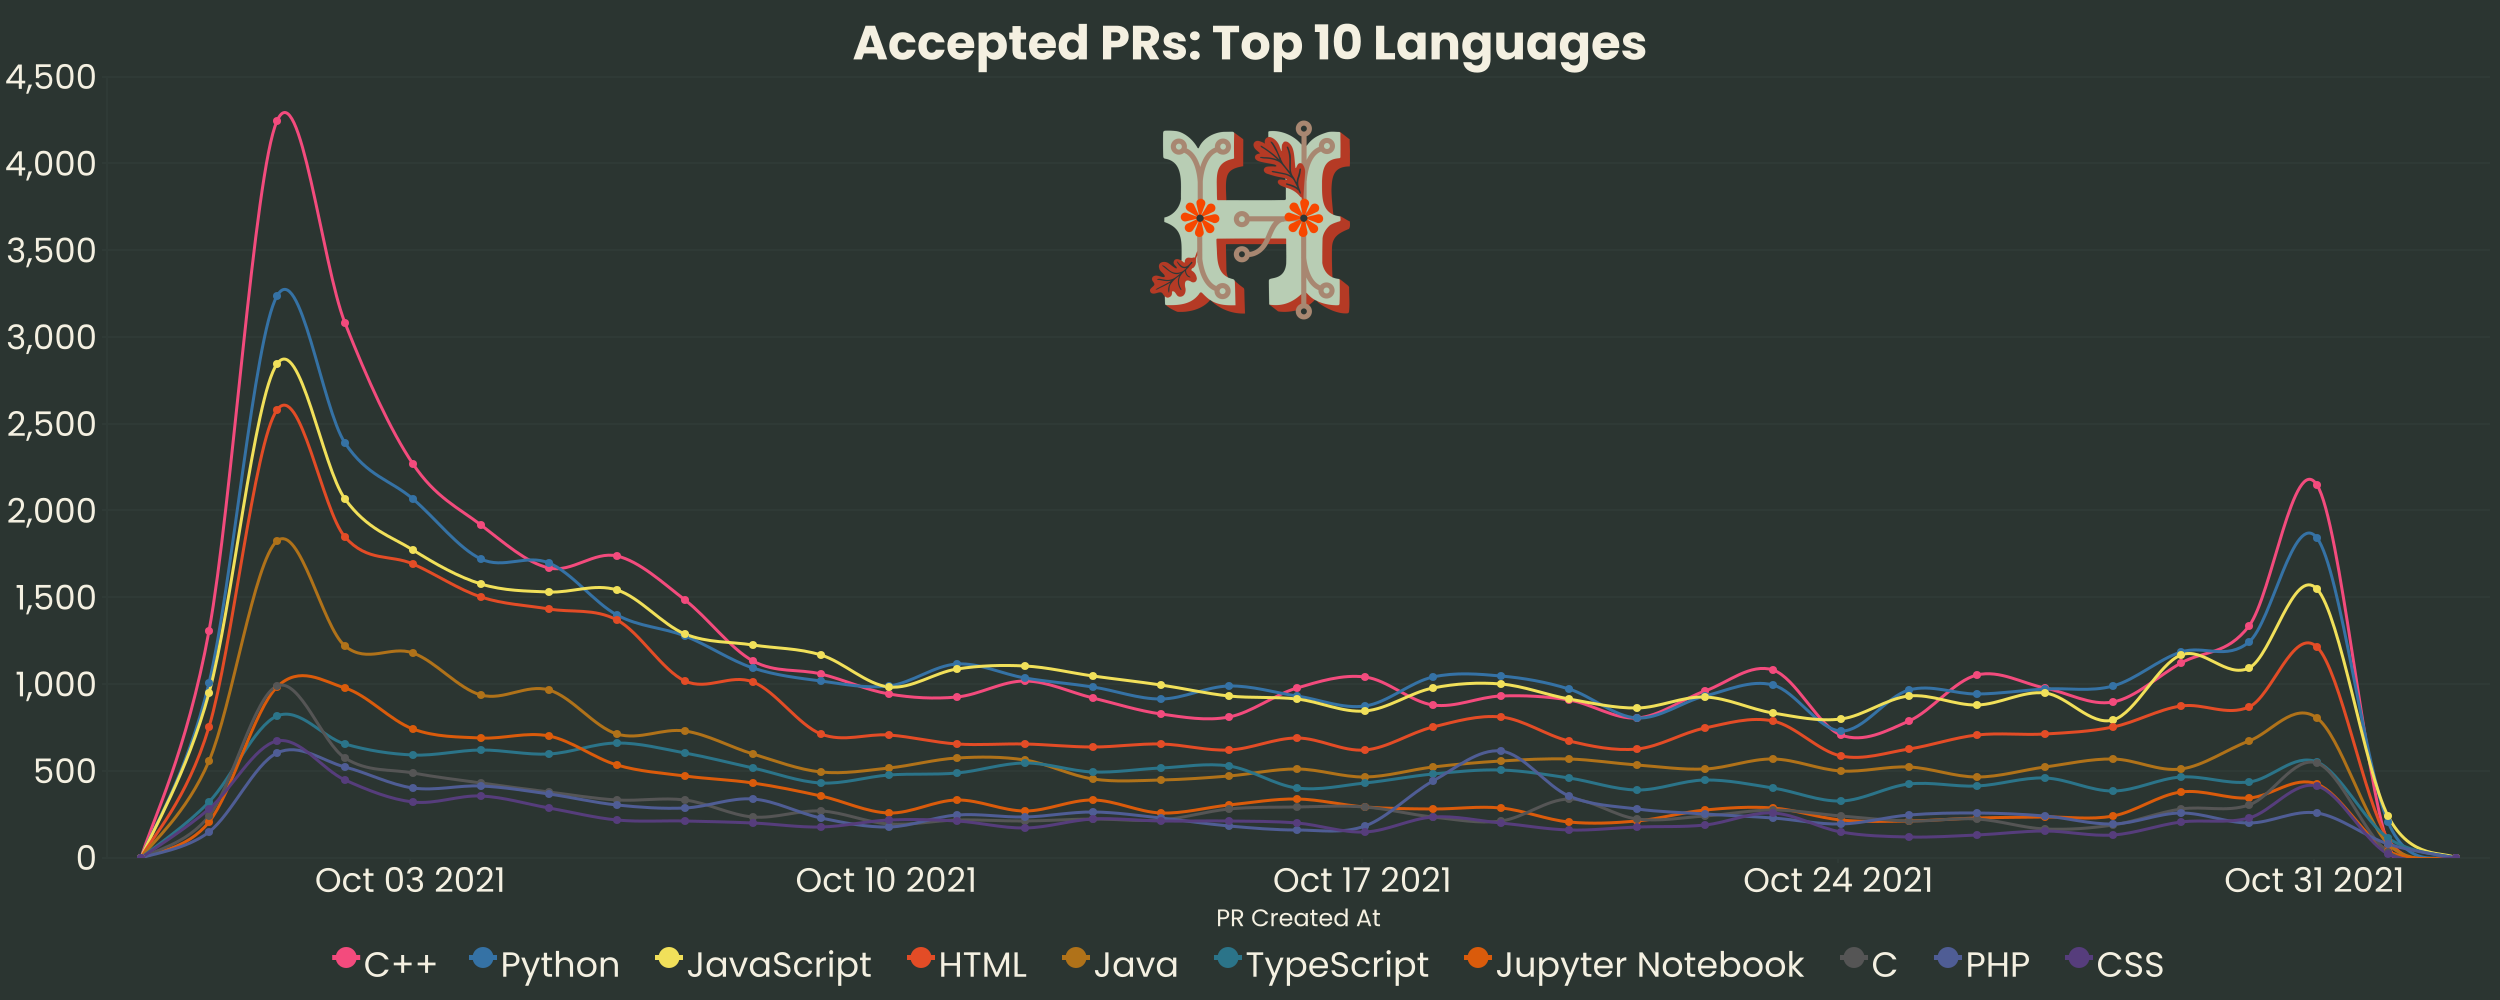 Accepted PRs: Top 10 Languages
4,500
4,000
3,500
3,000
2,500
2,000
1,500
1,000
500
0
Oct 03 2021 Oct 10 2021 Oct 17 2021 Oct 24 2021 Oct 31 2021
PR Created At
C++ Python JavaScript HTML Java TypeScript Jupyter Notebook C PHP CSS